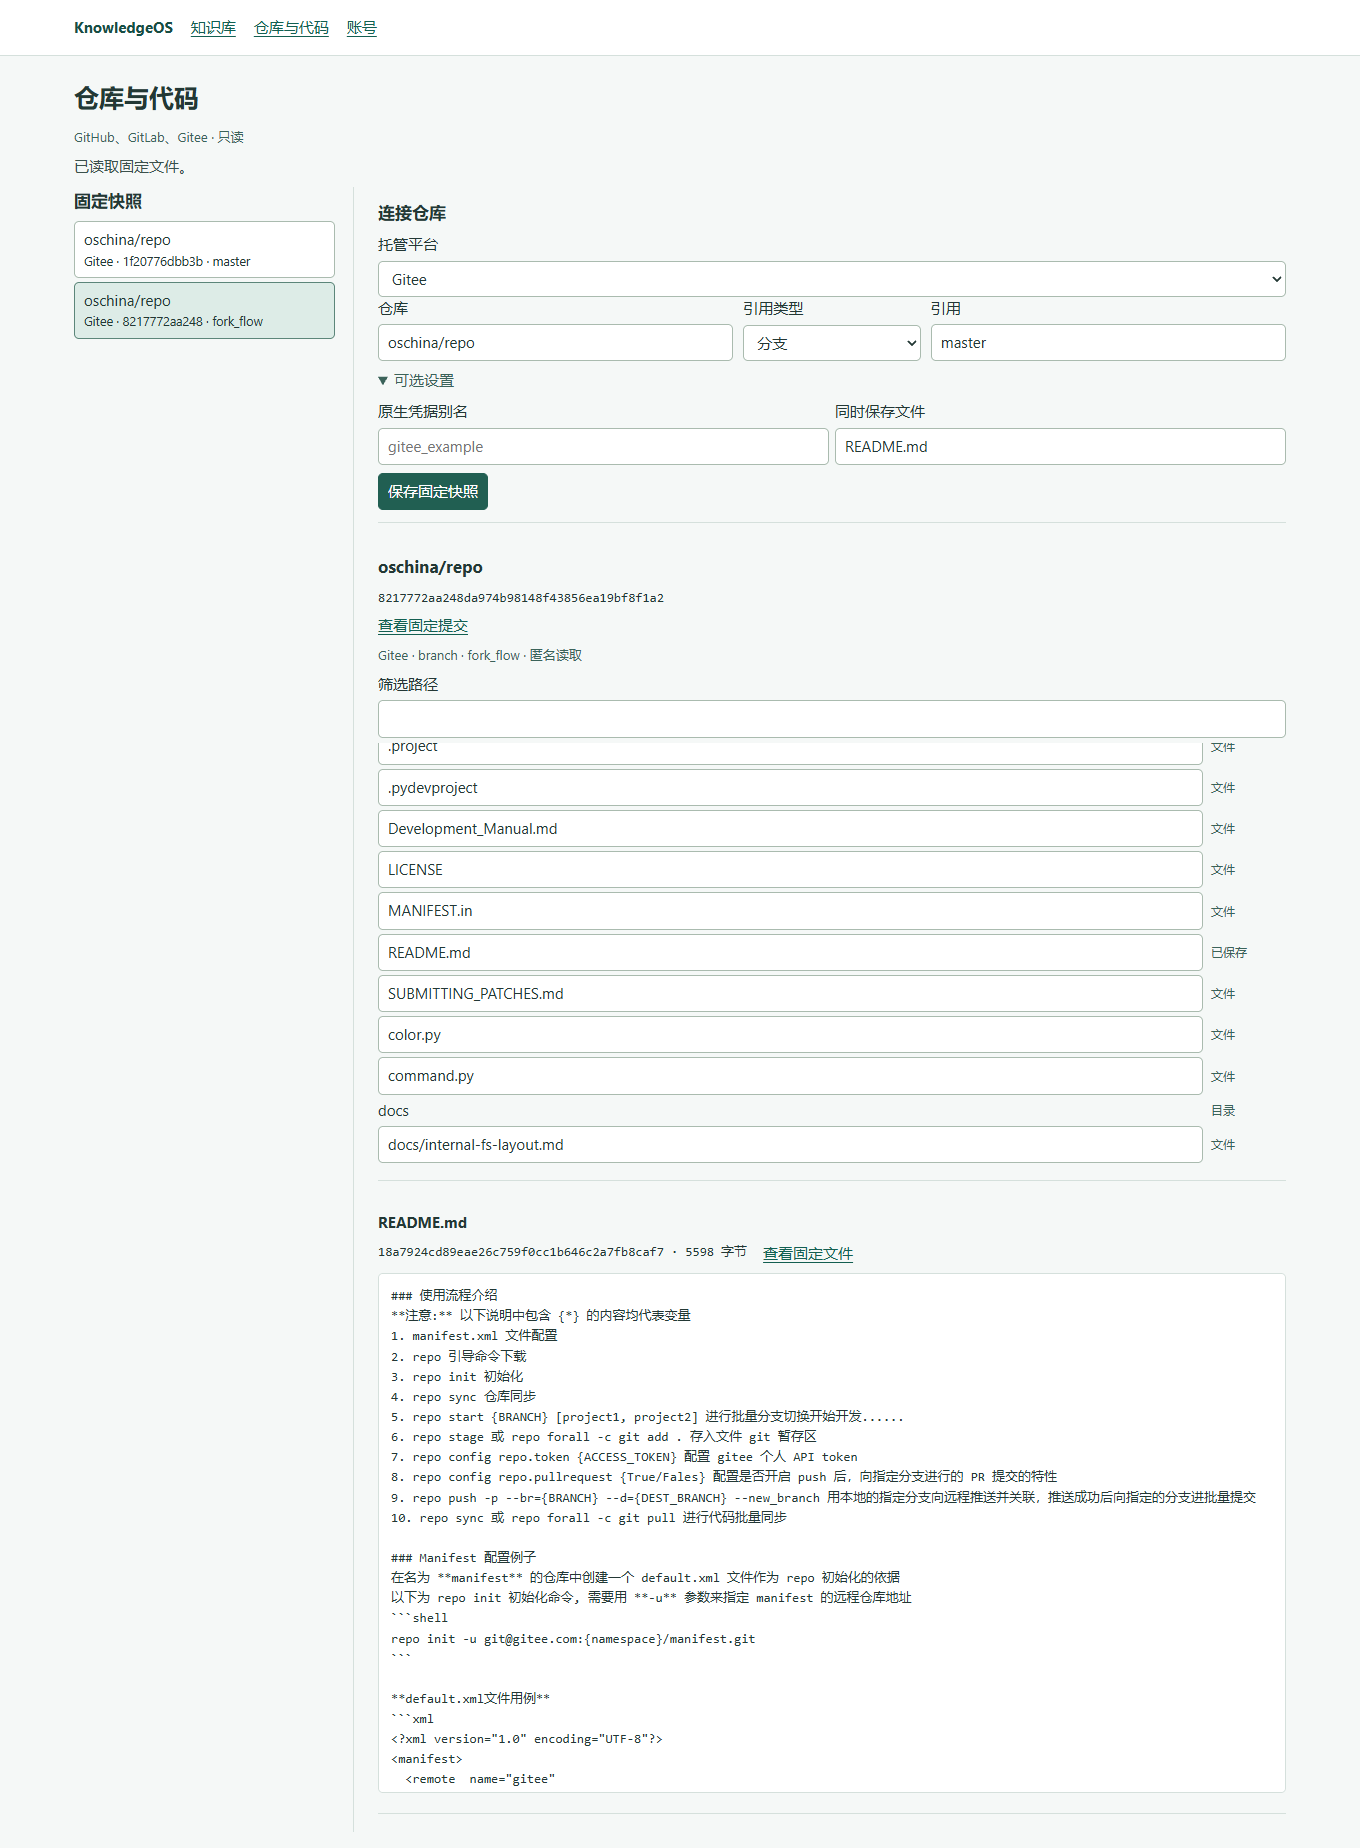 KnowledgeOS 知识库 仓库与代码 账号
仓库与代码
GitHub、GitLab、Gitee · 只读
已读取固定文件。
固定快照
oschina/repo
Gitee · 1f20776dbb3b · master
oschina/repo
Gitee · 8217772aa248 · fork_flow
连接仓库
托管平台
Gitee
仓库 引用类型 引用
oschina/repo 分支 master
▼ 可选设置
原生凭据别名 同时保存文件
gitee_example README.md
保存固定快照
oschina/repo
8217772aa248da974b98148f43856ea19bf8f1a2
查看固定提交
Gitee · branch · fork_flow · 匿名读取
筛选路径
.project 文件
.pydevproject 文件
Development_Manual.md 文件
LICENSE 文件
MANIFEST.in 文件
README.md 已保存
SUBMITTING_PATCHES.md 文件
color.py 文件
command.py 文件
docs 目录
docs/internal-fs-layout.md 文件
README.md
18a7924cd89eae26c759f0cc1b646c2a7fb8caf7 · 5598 字节 查看固定文件
### 使用流程介绍
**注意:** 以下说明中包含 {*} 的内容均代表变量
1. manifest.xml 文件配置
2. repo 引导命令下载
3. repo init 初始化
4. repo sync 仓库同步
5. repo start {BRANCH} [project1, project2] 进行批量分支切换开始开发......
6. repo stage 或 repo forall -c git add . 存入文件 git 暂存区
7. repo config repo.token {ACCESS_TOKEN} 配置 gitee 个人 API token
8. repo config repo.pullrequest {True/Fales} 配置是否开启 push 后, 向指定分支进行的 PR 提交的特性
9. repo push -p --br={BRANCH} --d={DEST_BRANCH} --new_branch 用本地的指定分支向远程推送并关联, 推送成功后向指定的分支进批量提交
10. repo sync 或 repo forall -c git pull 进行代码批量同步
### Manifest 配置例子
在名为 **manifest** 的仓库中创建一个 default.xml 文件作为 repo 初始化的依据
以下为 repo init 初始化命令, 需要用 **-u** 参数来指定 manifest 的远程仓库地址
```shell
repo init -u git@gitee.com:{namespace}/manifest.git
```
**default.xml文件用例**
```xml
<?xml version="1.0" encoding="UTF-8"?>
<manifest>
<remote  name="gitee"